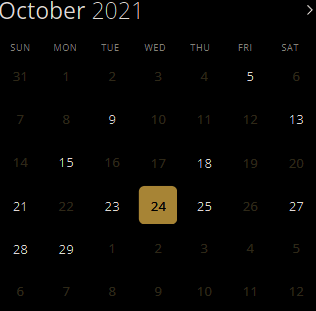 October 2021 >
SUN MON TUE WED THU FRI SAT
31 1 2 3 4 5 6
7 8 9 10 11 12 13
14 15 16 17 18 19 20
21 22 23 24 25 26 27
28 29 1 2 3 4 5
6 7 8 9 10 11 12